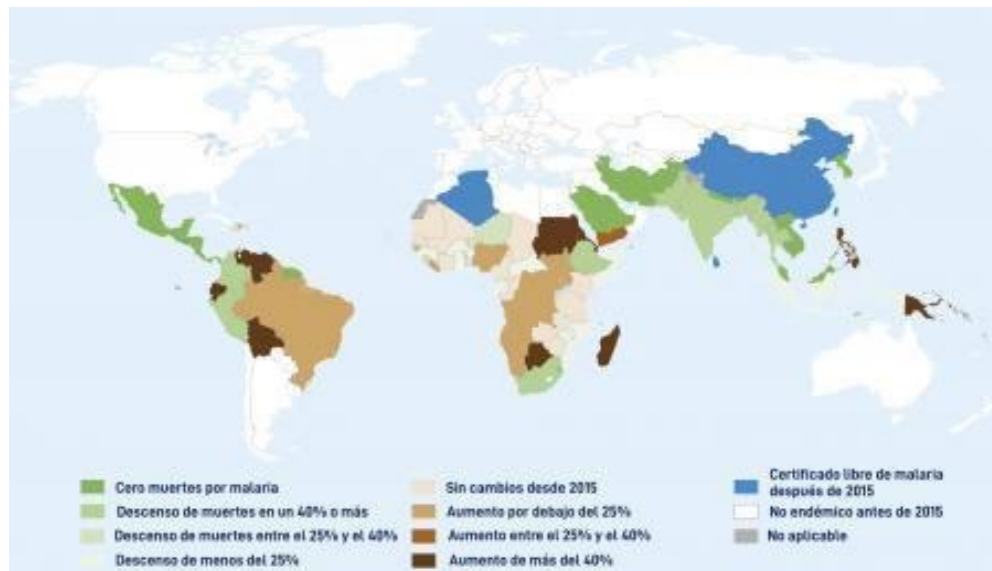 Cero muertes por malaria
Descenso de muertes en un 40% o más
Descenso de muertes entre el 25% y el 40%
Descenso de menos del 25%
Sin cambios desde 2015
Aumento por debajo del 25%
Aumento entre el 25% y el 40%
Aumento de más del 40%
Certificado libre de malaria
después de 2015
No endémico antes de 2015
No aplicable